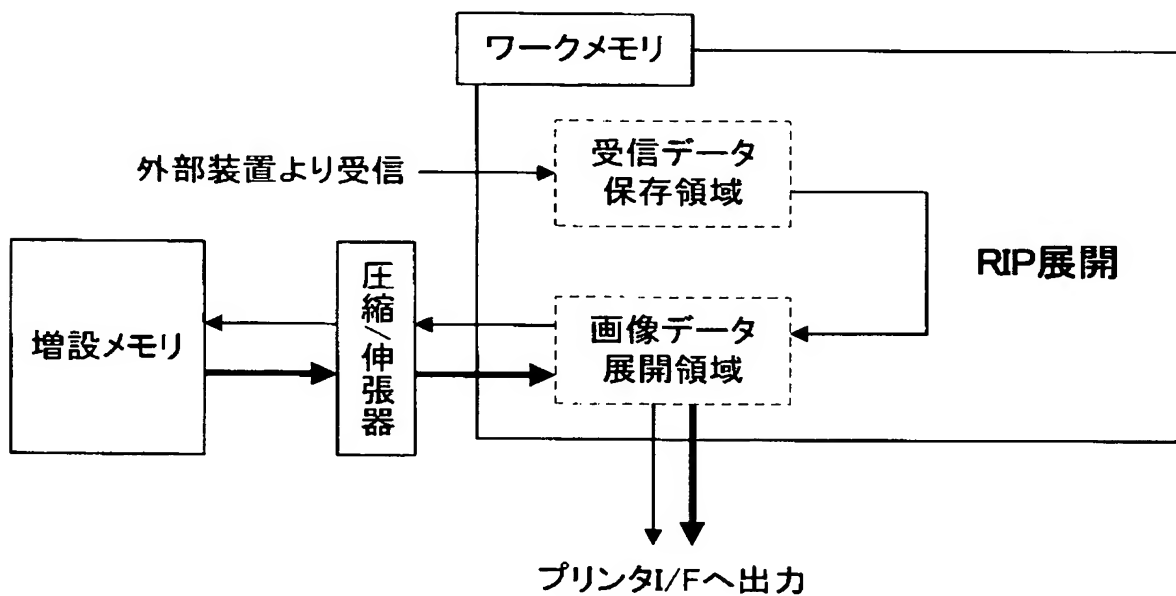 ワークメモリ
外部装置より受信
受信データ
保存領域
RIP展開
増設メモリ
圧縮/伸張器
画像データ
展開領域
プリンタI/Fへ出力